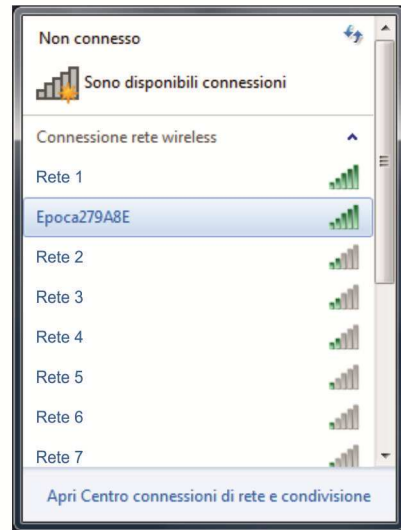 Non connesso
Sono disponibili connessioni
Connessione rete wireless
Rete 1
Epoca279A8E
Rete 2
Rete 3
Rete 4
Rete 5
Rete 6
Rete 7
Apri Centro connessioni di rete e condivisione